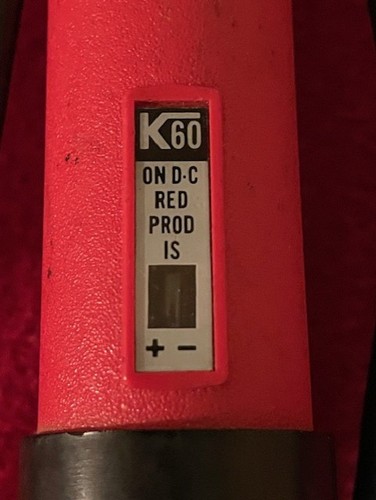 K60
ON D·C
RED
PROD
IS
+ −